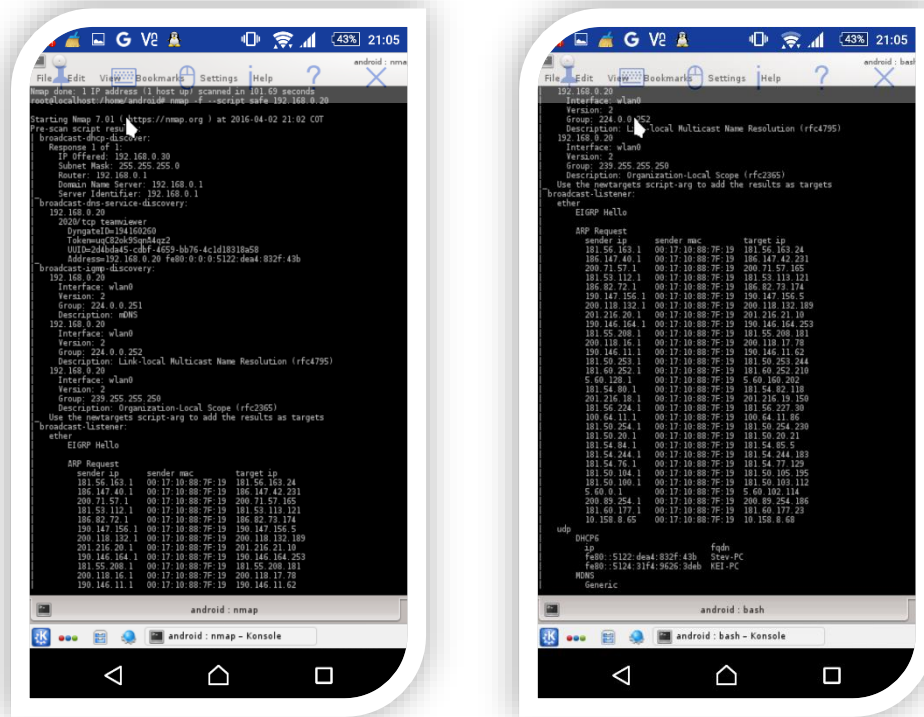 G V2 43% 21:05
android : nma
File Edit View Bookmarks Settings Help ?
Nmap done: 1 IP address (1 host up) scanned in 101.69 seconds
root@localhost:/home/android# nmap -f --script safe 192.168.0.20
Starting Nmap 7.01 ( https://nmap.org ) at 2016-04-02 21:02 COT
Pre-scan script resul
| broadcast-dhcp-discover:
| Response 1 of 1:
| IP Offered: 192.168.0.30
| Subnet Mask: 255.255.255.0
| Router: 192.168.0.1
| Domain Name Server: 192.168.0.1
|_ Server Identifier: 192.168.0.1
| broadcast-dns-service-discovery:
| 192.168.0.20
| 2020/tcp teamviewer
| DyngateID=194160260
| Token=uqC82ok9SqnA4qz2
| UUID=2d4bda45-cdbf-4659-bb76-4c1d18318a58
|_ Address=192.168.0.20 fe80:0:0:0:5122:dea4:832f:43b
| broadcast-igmp-discovery:
| 192.168.0.20
| Interface: wlan0
| Version: 2
| Group: 224.0.0.251
| Description: mDNS
| 192.168.0.20
| Interface: wlan0
| Version: 2
| Group: 224.0.0.252
| Description: Link-local Multicast Name Resolution (rfc4795)
| 192.168.0.20
| Interface: wlan0
| Version: 2
| Group: 239.255.255.250
| Description: Organization-Local Scope (rfc2365)
|_ Use the newtargets script-arg to add the results as targets
| broadcast-listener:
| ether
| EIGRP Hello
| ARP Request
| sender ip sender mac target ip
| 181.56.163.1 00:17:10:88:7F:19 181.56.163.24
| 186.147.40.1 00:17:10:88:7F:19 186.147.42.231
| 200.71.57.1 00:17:10:88:7F:19 200.71.57.165
| 181.53.112.1 00:17:10:88:7F:19 181.53.113.121
| 186.82.72.1 00:17:10:88:7F:19 186.82.73.174
| 190.147.156.1 00:17:10:88:7F:19 190.147.156.5
| 200.118.132.1 00:17:10:88:7F:19 200.118.132.189
| 201.216.20.1 00:17:10:88:7F:19 201.216.21.10
| 190.146.164.1 00:17:10:88:7F:19 190.146.164.253
| 181.55.208.1 00:17:10:88:7F:19 181.55.208.181
| 200.118.16.1 00:17:10:88:7F:19 200.118.17.78
| 190.146.11.1 00:17:10:88:7F:19 190.146.11.62
android : nmap
android : nmap – Konsole
G V2 43% 21:05
android : bash
File Edit View Bookmarks Settings Help ?
| 192.168.0.20
| Interface: wlan0
| Version: 2
| Group: 224.0.0.252
| Description: Link-local Multicast Name Resolution (rfc4795)
| 192.168.0.20
| Interface: wlan0
| Version: 2
| Group: 239.255.255.250
| Description: Organization-Local Scope (rfc2365)
|_ Use the newtargets script-arg to add the results as targets
| broadcast-listener:
| ether
| EIGRP Hello
| ARP Request
| sender ip sender mac target ip
| 181.56.163.1 00:17:10:88:7F:19 181.56.163.24
| 186.147.40.1 00:17:10:88:7F:19 186.147.42.231
| 200.71.57.1 00:17:10:88:7F:19 200.71.57.165
| 181.53.112.1 00:17:10:88:7F:19 181.53.113.121
| 186.82.72.1 00:17:10:88:7F:19 186.82.73.174
| 190.147.156.1 00:17:10:88:7F:19 190.147.156.5
| 200.118.132.1 00:17:10:88:7F:19 200.118.132.189
| 201.216.20.1 00:17:10:88:7F:19 201.216.21.10
| 190.146.164.1 00:17:10:88:7F:19 190.146.164.253
| 181.55.208.1 00:17:10:88:7F:19 181.55.208.181
| 200.118.16.1 00:17:10:88:7F:19 200.118.17.78
| 190.146.11.1 00:17:10:88:7F:19 190.146.11.62
| 181.50.253.1 00:17:10:88:7F:19 181.50.253.244
| 181.60.252.1 00:17:10:88:7F:19 181.60.252.210
| 5.60.128.1 00:17:10:88:7F:19 5.60.160.202
| 181.54.80.1 00:17:10:88:7F:19 181.54.82.118
| 201.216.18.1 00:17:10:88:7F:19 201.216.19.150
| 181.56.224.1 00:17:10:88:7F:19 181.56.227.30
| 100.64.11.1 00:17:10:88:7F:19 100.64.11.86
| 181.50.254.1 00:17:10:88:7F:19 181.50.254.230
| 181.50.20.1 00:17:10:88:7F:19 181.50.20.21
| 181.54.84.1 00:17:10:88:7F:19 181.54.85.5
| 181.54.244.1 00:17:10:88:7F:19 181.54.244.183
| 181.54.76.1 00:17:10:88:7F:19 181.54.77.129
| 181.50.104.1 00:17:10:88:7F:19 181.50.105.195
| 181.50.100.1 00:17:10:88:7F:19 181.50.103.112
| 5.60.0.1 00:17:10:88:7F:19 5.60.102.114
| 200.89.254.1 00:17:10:88:7F:19 200.89.254.186
| 181.60.177.1 00:17:10:88:7F:19 181.60.177.23
| 10.158.8.65 00:17:10:88:7F:19 10.158.8.68
| udp
| DHCP6
| ip fqdn
| fe80::5122:dea4:832f:43b Stev-PC
| fe80::5124:31f4:9626:3deb KEI-PC
| MDNS
| Generic
android : bash
android : bash – Konsole